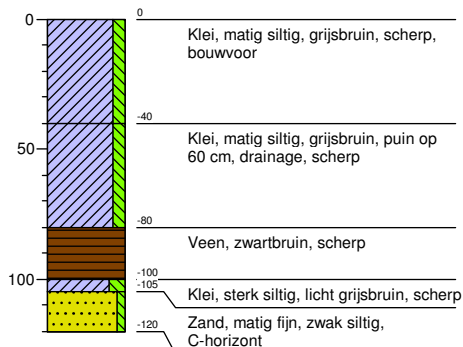 0
0
Klei, matig siltig, grijsbruin, scherp,
bouwvoor
-40
50
Klei, matig siltig, grijsbruin, puin op
60 cm, drainage, scherp
-80
Veen, zwartbruin, scherp
100
-100
-105
Klei, sterk siltig, licht grijsbruin, scherp
-120
Zand, matig fijn, zwak siltig,
C-horizont